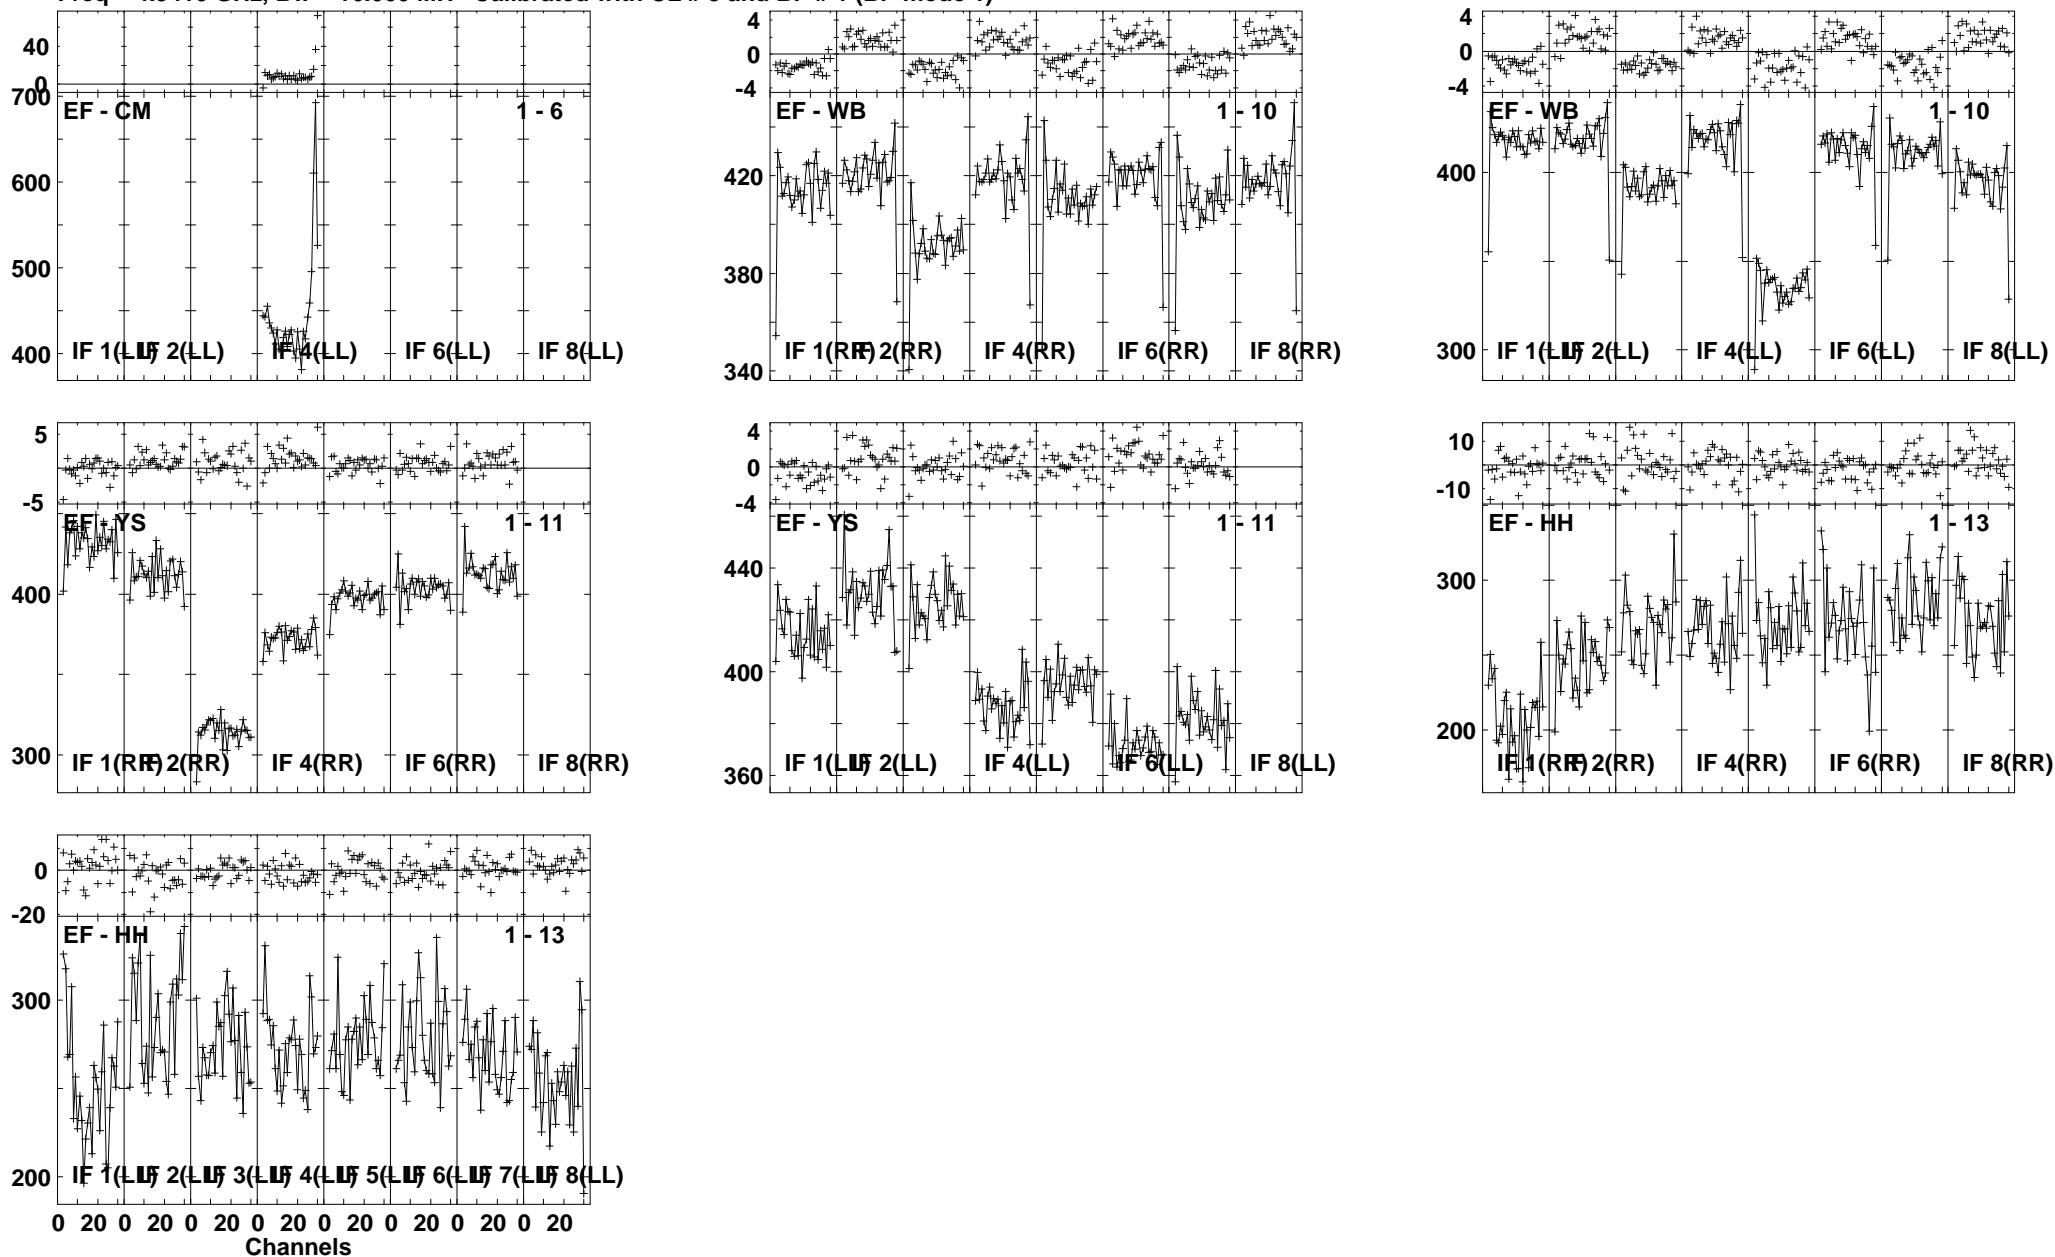 40
0
700
600
500
400
EF - CM
1 - 6
IF 1(LL) IF 2(LL) IF 4(LL) IF 6(LL) IF 8(LL)
4
0
-4
420
380
340
EF - WB
1 - 10
IF 1(RR) IF 2(RR) IF 4(RR) IF 6(RR) IF 8(RR)
4
0
-4
400
300
EF - WB
1 - 10
IF 1(LL) IF 2(LL) IF 4(LL) IF 6(LL) IF 8(LL)
5
0
-5
400
300
EF - YS
1 - 11
IF 1(RR) IF 2(RR) IF 4(RR) IF 6(RR) IF 8(RR)
4
0
-4
440
400
360
EF - YS
1 - 11
IF 1(LL) IF 2(LL) IF 4(LL) IF 6(LL) IF 8(LL)
10
-10
300
200
EF - HH
1 - 13
IF 1(RR) IF 2(RR) IF 4(RR) IF 6(RR) IF 8(RR)
0
-20
300
200
EF - HH
1 - 13
IF 1(LL) IF 2(LL) IF 3(LL) IF 4(LL) IF 5(LL) IF 6(LL) IF 7(LL) IF 8(LL)
0 20 0 20 0 20 0 20 0 20 0 20 0 20 0 20
Channels